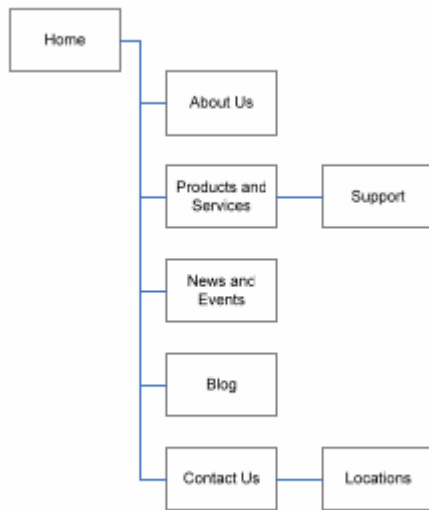 Home
About Us
Products and
Services
Support
News and
Events
Blog
Contact Us
Locations